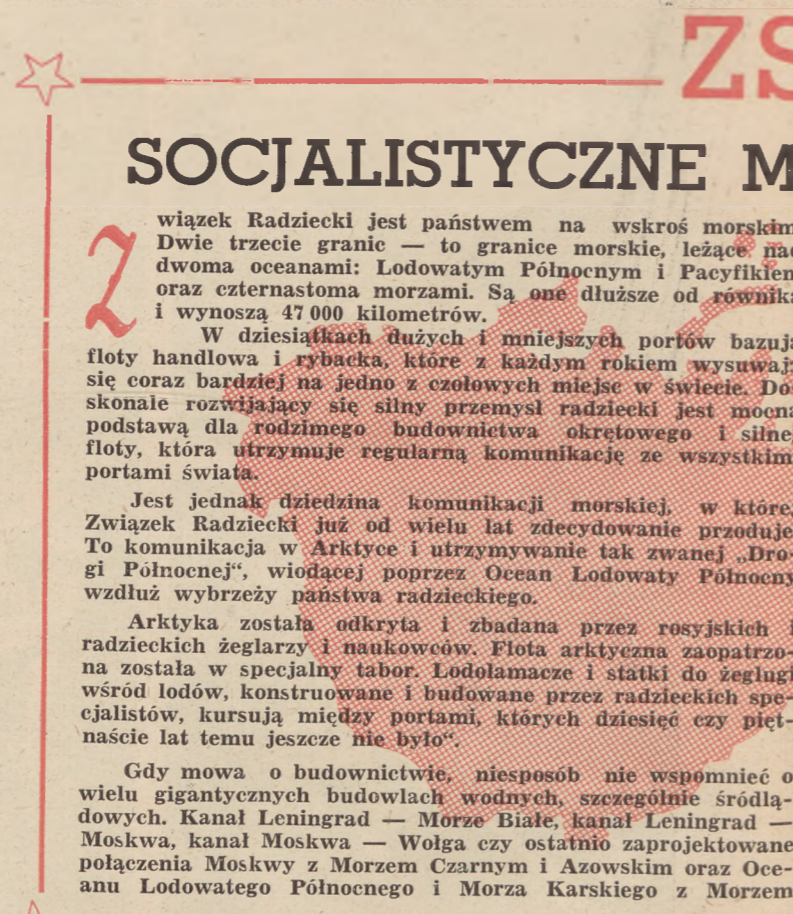 ZS
SOCJALISTYCZNE M
Związek Radziecki jest państwem na wskroś morskim
Dwie trzecie granic — to granice morskie, leżące nad
dwoma oceanami: Lodowatym Północnym i Pacyfikiem
oraz czternastoma morzami. Są one dłuższe od równika
i wynoszą 47 000 kilometrów.
W dziesiątkach dużych i mniejszych portów bazują
floty handlowa i rybacka, które z każdym rokiem wysuwają
się coraz bardziej na jedno z czołowych miejsc w świecie. Do-
skonale rozwijający się silny przemysł radziecki jest mocną
podstawą dla rodzimego budownictwa okrętowego i silnej
floty, która utrzymuje regularną komunikację ze wszystkimi
portami świata.
Jest jednak dziedzina komunikacji morskiej, w której
Związek Radziecki już od wielu lat zdecydowanie przoduje
To komunikacja w Arktyce i utrzymywanie tak zwanej „Dro-
gi Północnej“, wiodącej poprzez Ocean Lodowaty Północny
wzdłuż wybrzeży państwa radzieckiego.
Arktyka została odkryta i zbadana przez rosyjskich i
radzieckich żeglarzy i naukowców. Flota arktyczna zaopatrzo-
na została w specjalny tabor. Lodołamacze i statki do żeglugi
wśród lodów, konstruowane i budowane przez radzieckich spe-
cjalistów, kursują między portami, których dziesięć czy pięt-
naście lat temu jeszcze nie było“.
Gdy mowa o budownictwie, niesposób nie wspomnieć o
wielu gigantycznych budowlach wodnych, szczególnie śródlą-
dowych. Kanał Leningrad — Morze Białe, kanał Leningrad —
Moskwa, kanał Moskwa — Wołga czy ostatnio zaprojektowane
połączenia Moskwy z Morzem Czarnym i Azowskim oraz Oce-
anu Lodowatego Północnego i Morza Karskiego z Morzem